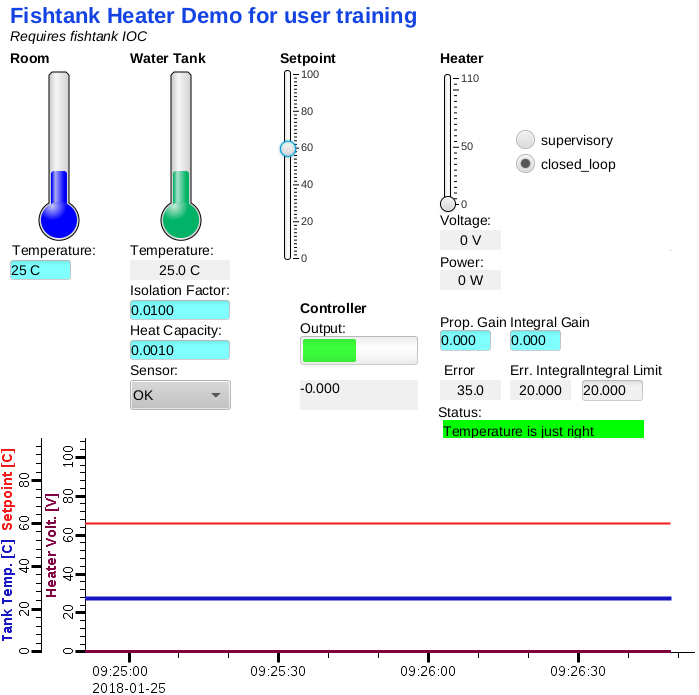 Fishtank Heater Demo for user training
Requires fishtank IOC
Room
Water Tank
Setpoint
Heater
100
80
60
40
20
0
110
50
0
supervisory
closed_loop
Voltage:
0 V
Power:
0 W
Temperature:
25 C
Temperature:
25.0 C
Isolation Factor:
0.0100
Heat Capacity:
0.0010
Sensor:
OK
Controller
Output:
-0.000
Prop. Gain Integral Gain
0.000 0.000
Error Err. Integral Integral Limit
35.0 20.000 20.000
Status:
Temperature is just right
Tank Temp. [C] Setpoint [C]
0 20 40 60 80
Heater Volt. [V]
0 20 40 60 80 100
09:25:00 09:25:30 09:26:00 09:26:30
2018-01-25